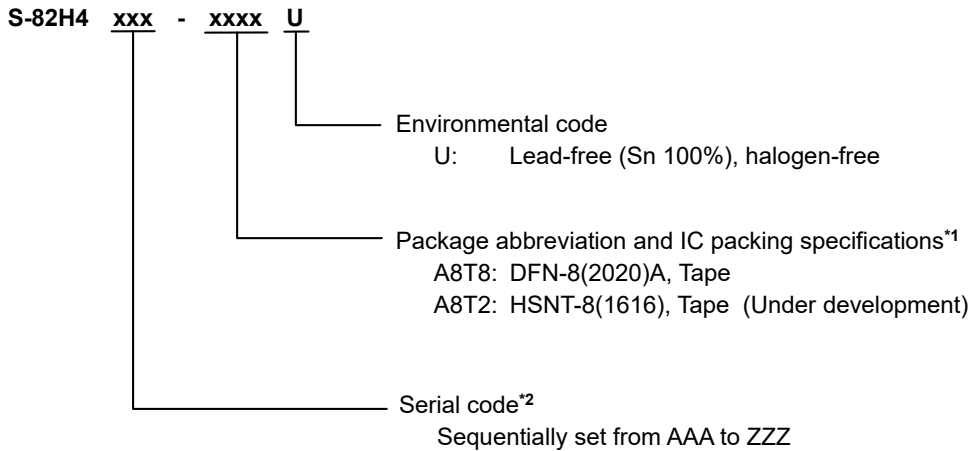 S-82H4 xxx - xxxx U
Environmental code
U: Lead-free (Sn 100%), halogen-free
Package abbreviation and IC packing specifications*1
A8T8: DFN-8(2020)A, Tape
A8T2: HSNT-8(1616), Tape (Under development)
Serial code*2
Sequentially set from AAA to ZZZ